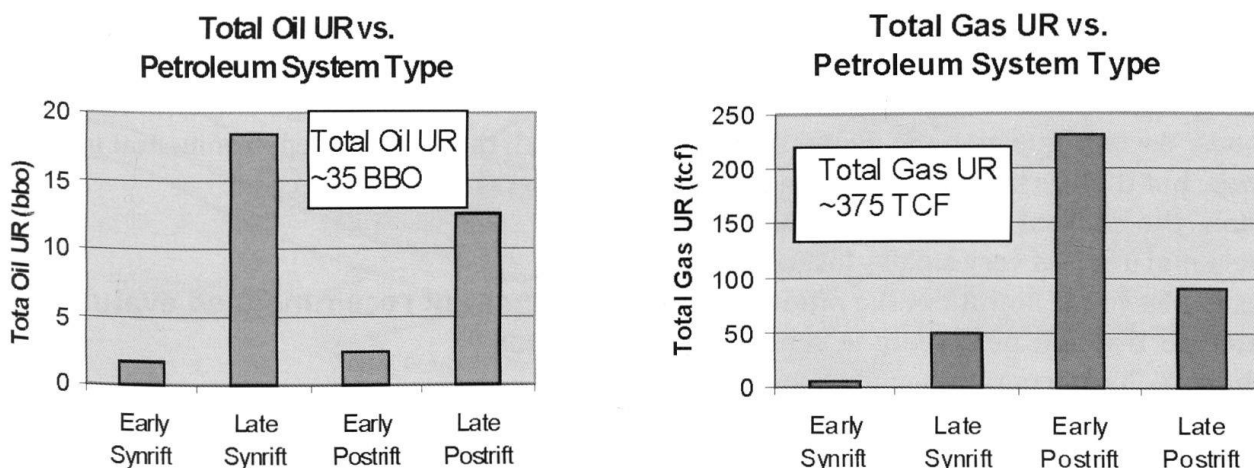 Total Oil UR vs.
Petroleum System Type
Tota Oil UR (bbo)
20
15
10
5
0
Total Oil UR
~35 BBO
Early
Synrift
Late
Synrift
Early
Postrift
Late
Postrift
Total Gas UR vs.
Petroleum System Type
Total Gas UR (tcf)
250
200
150
100
50
0
Total Gas UR
~375 TCF
Early
Synrift
Late
Synrift
Early
Postrift
Late
Postrift